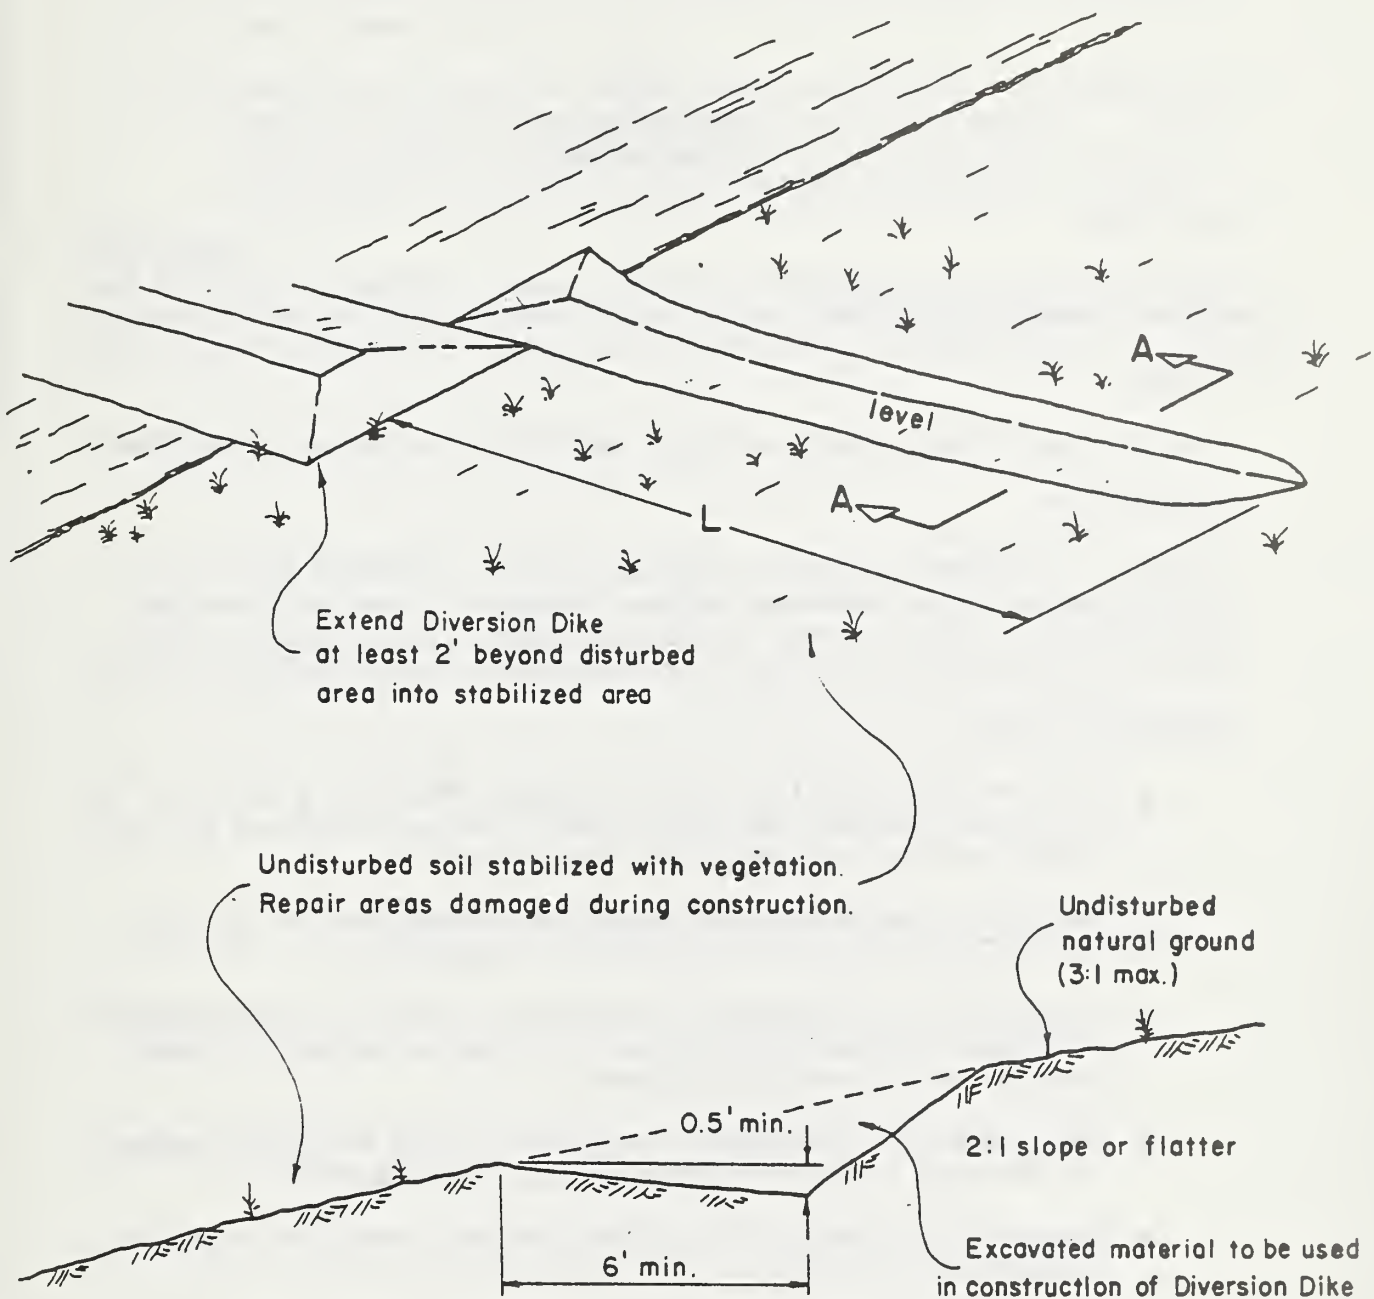 A
level
A
L
Extend Diversion Dike
at least 2' beyond disturbed
area into stabilized area
Undisturbed soil stabilized with vegetation.
Repair areas damaged during construction.
Undisturbed
natural ground
(3:1 max.)
0.5' min.
2:1 slope or flatter
6' min.
Excavated material to be used
in construction of Diversion Dike